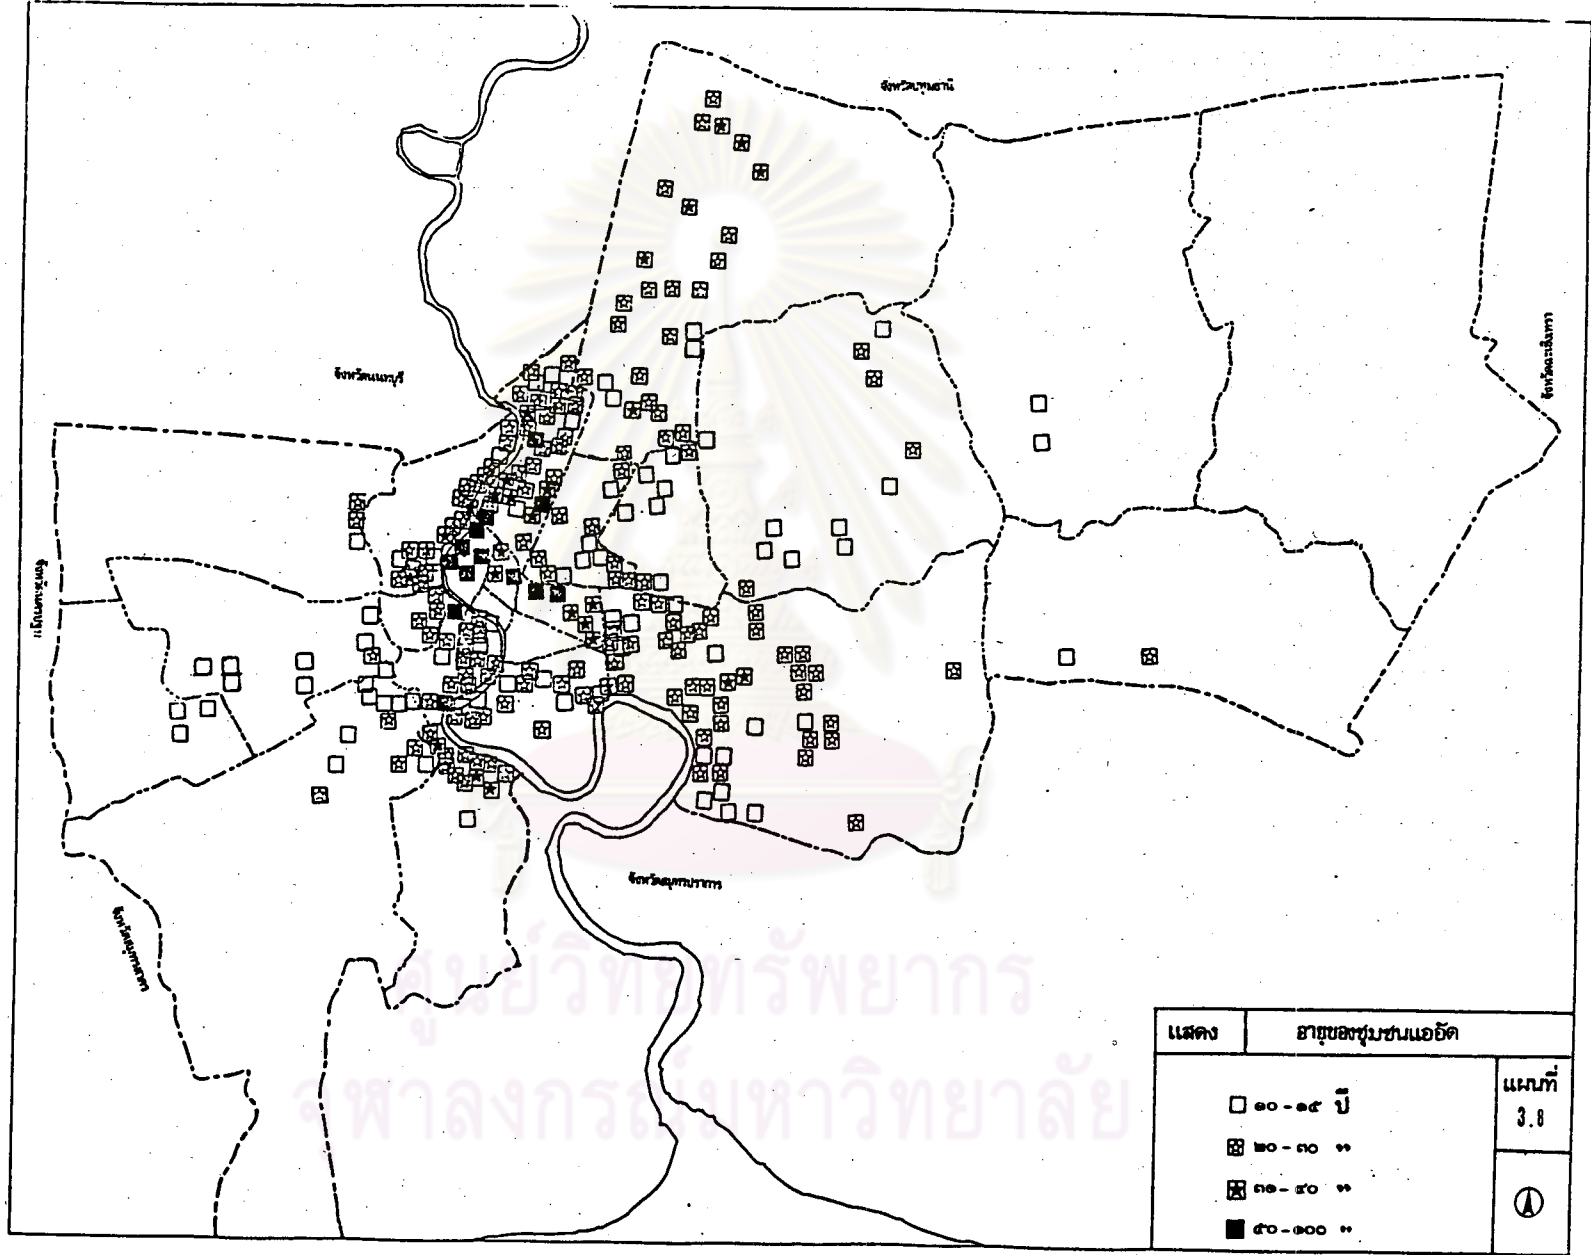 จังหวัดปทุมธานี
จังหวัดนนทบุรี
จังหวัดฉะเชิงเทรา
จังหวัดนครปฐม
จังหวัดสมุทรปราการ
จังหวัดสมุทรสาคร
ศูนย์วิทยทรัพยากร
จุฬาลงกรณ์มหาวิทยาลัย
แสดง อายุของชุมชนแออัด
แผนที่
3.8
๑๐ - ๑๕ ปี
๒๐ - ๓๐ "
๓๑ - ๔๐ "
๕๐ - ๑๐๐ "